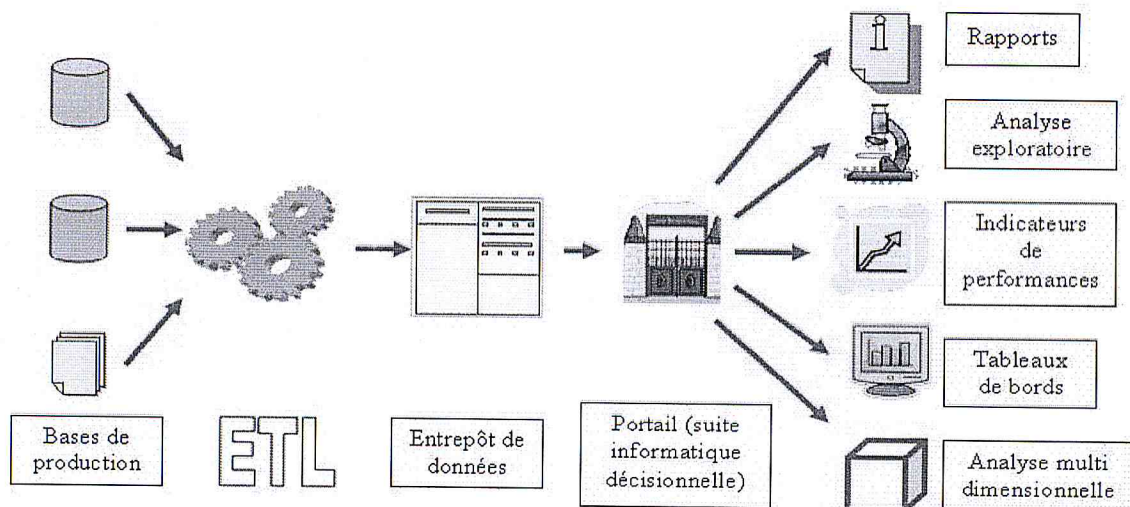 Rapports
Analyse
exploratoire
Indicateurs
de
performances
Tableaux
de bords
Analyse multi
dimensionnelle
Bases de
production
ETL
Entrepôt de
données
Portail (suite
informatique
décisionnelle)